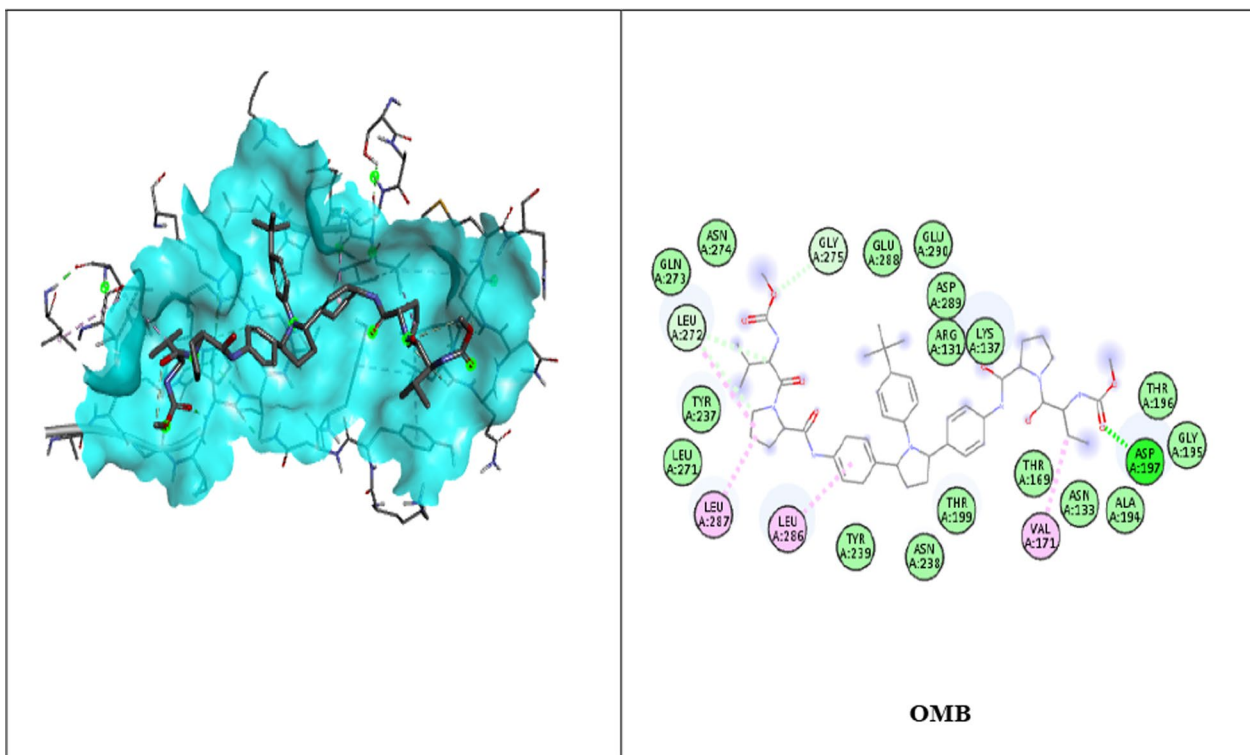 ASN
A:274
GLY
A:275
GLU
A:288
GLU
A:290
GLN
A:273
ASP
A:289
LEU
A:272
ARG
A:131
LYS
A:137
TYR
A:237
THR
A:196
GLY
A:195
LEU
A:271
ASP
A:197
THR
A:169
LEU
A:287
LEU
A:286
THR
A:199
ASN
A:133
ALA
A:194
VAL
A:171
TYR
A:239
ASN
A:238
OMB